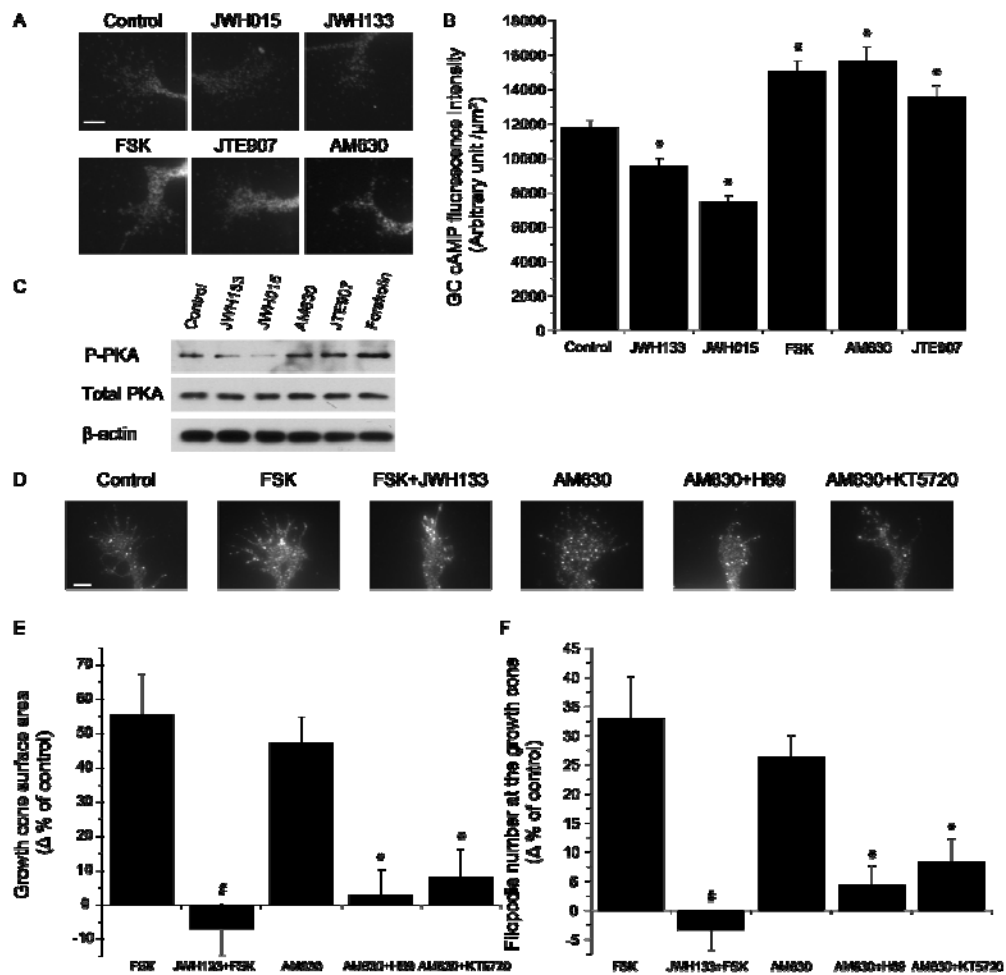 A
Control JWH015 JWH133
FSK JTE907 AM630
B
GC cAMP fluorescence intensity
(Arbitrary unit /µm²)
18000
16000
14000
12000
10000
8000
6000
4000
2000
0
* * * * *
Control JWH133 JWH015 FSK AM630 JTE907
C
Control JWH133 JWH015 AM630 JTE907 Forskolin
P-PKA
Total PKA
β-actin
D
Control FSK FSK+JWH133 AM630 AM630+H89 AM630+KT5720
E
Growth cone surface area
(Δ % of control)
70
60
50
40
30
20
10
0
-10
# * *
FSK JWH133+FSK AM630 AM630+H89 AM630+KT5720
F
Filopodia number at the growth cone
(Δ % of control)
45
40
35
30
25
20
15
10
5
0
-5
# * *
FSK JWH133+FSK AM630 AM630+H89 AM630+KT5720